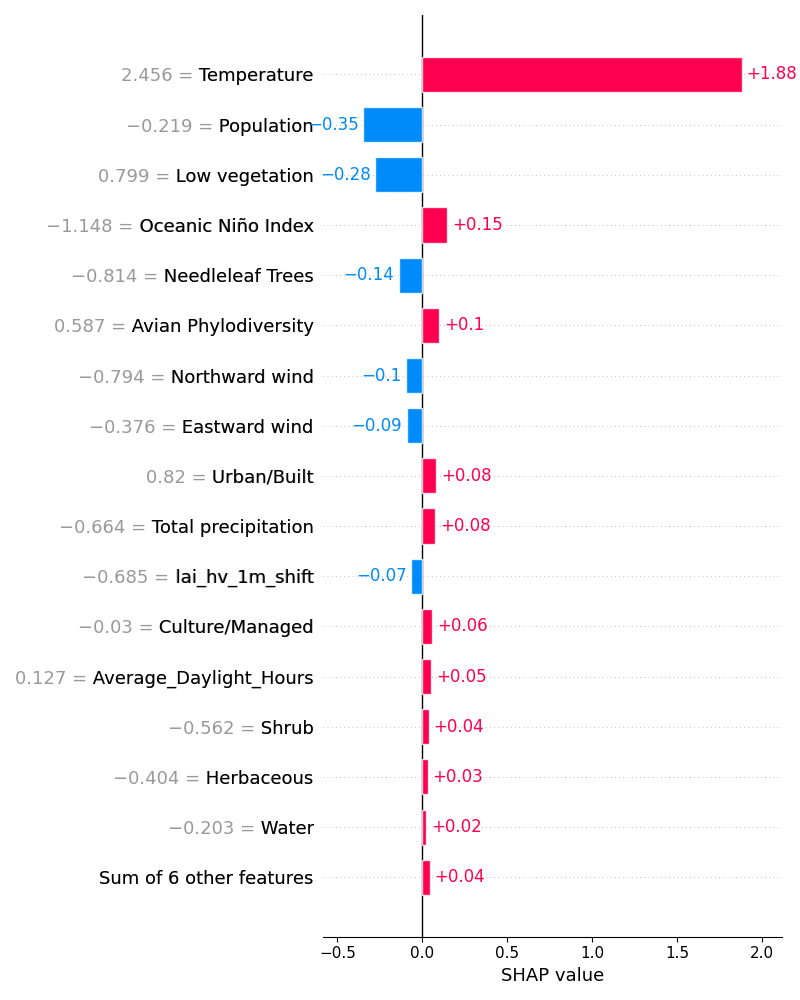 2.456 = Temperature +1.88
−0.219 = Population −0.35
0.799 = Low vegetation −0.28
−1.148 = Oceanic Niño Index +0.15
−0.814 = Needleleaf Trees −0.14
0.587 = Avian Phylodiversity +0.1
−0.794 = Northward wind −0.1
−0.376 = Eastward wind −0.09
0.82 = Urban/Built +0.08
−0.664 = Total precipitation +0.08
−0.685 = lai_hv_1m_shift −0.07
−0.03 = Culture/Managed +0.06
0.127 = Average_Daylight_Hours +0.05
−0.562 = Shrub +0.04
−0.404 = Herbaceous +0.03
−0.203 = Water +0.02
Sum of 6 other features +0.04
−0.5 0.0 0.5 1.0 1.5 2.0
SHAP value